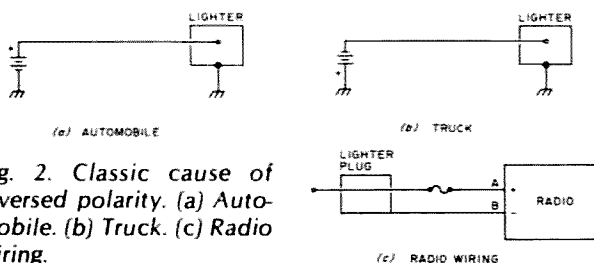 LIGHTER
+
(a) AUTOMOBILE
LIGHTER
+
(b) TRUCK
g. 2. Classic cause of
versed polarity. (a) Auto-
obile. (b) Truck. (c) Radio
iring.
LIGHTER
PLUG
A
+
B
−
RADIO
(c) RADIO WIRING